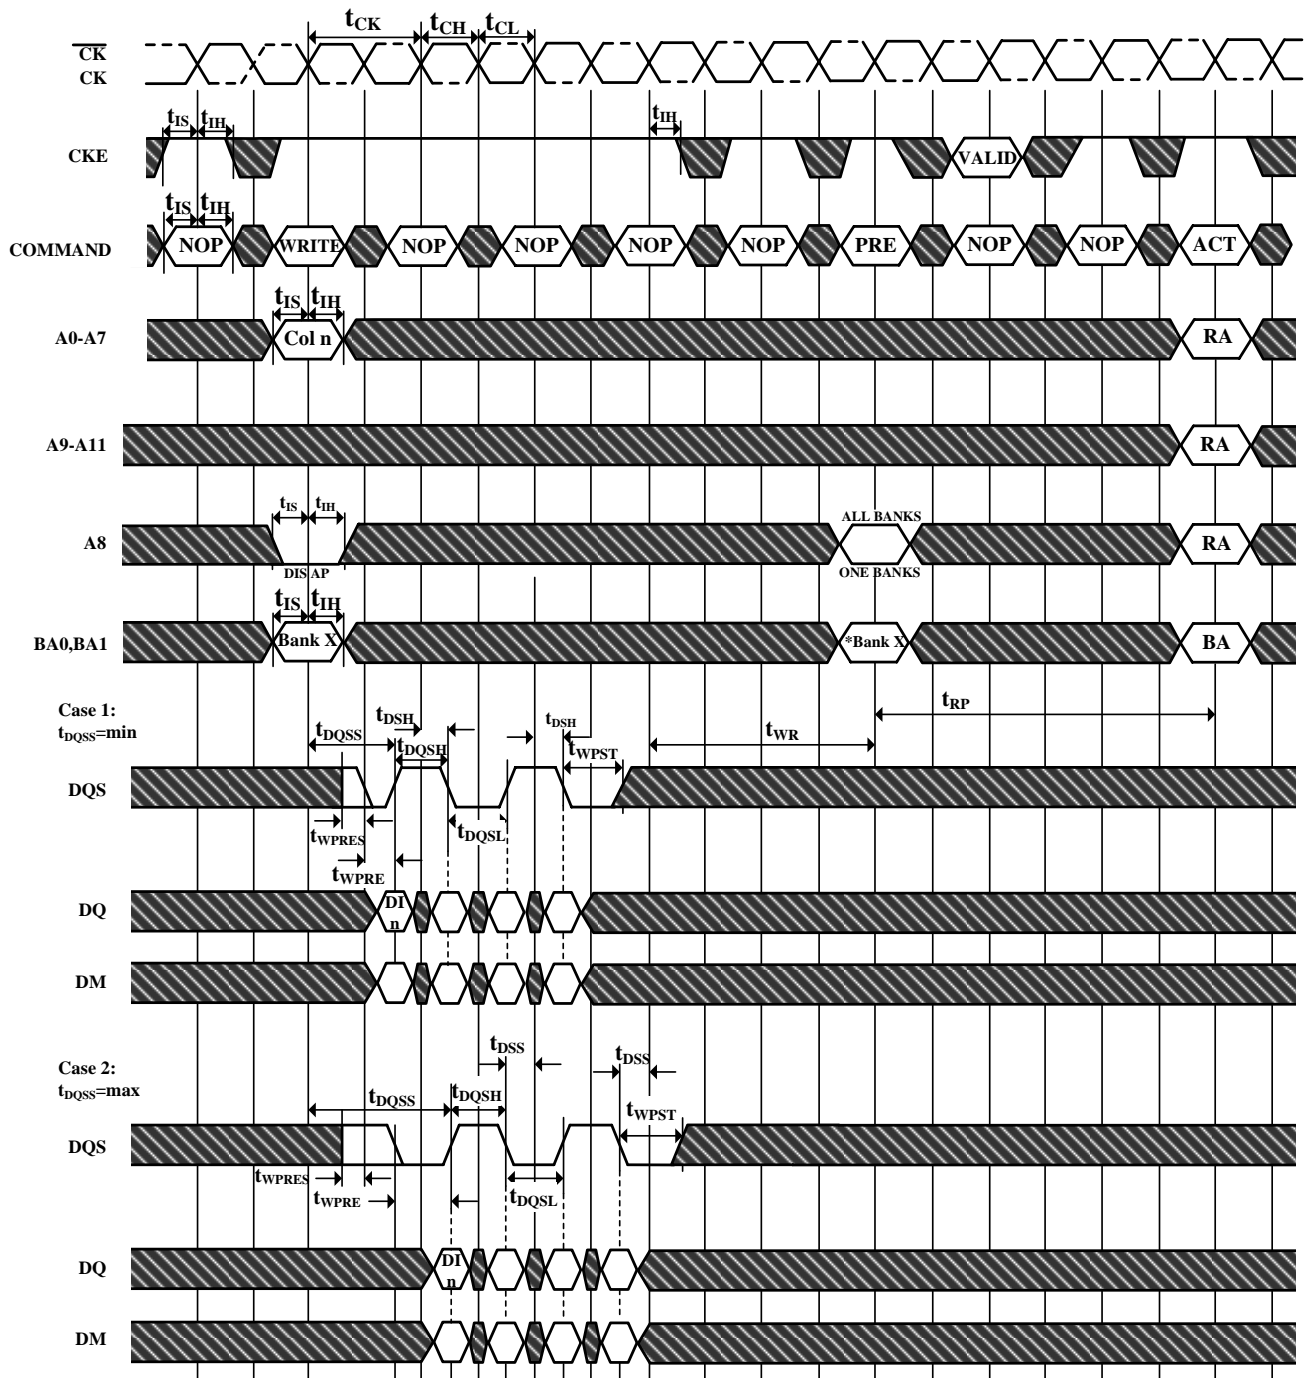 tCK tCH tCL
CK
CK
tIS tIH tIH
CKE VALID
tIS tIH
COMMAND NOP WRITE NOP NOP NOP NOP PRE NOP NOP ACT
tIS tIH
A0-A7 Col n RA
A9-A11 RA
tIS tIH ALL BANKS
A8 RA
DIS AP ONE BANKS
tIS tIH
BA0,BA1 Bank X *Bank X BA
Case 1:
tDQSS=min
tDSH tDSH tRP
tDQSS tDQSH tWPST tWR
DQS
tWPRES tDQSL
tWPRE
DQ DI
n
DM
Case 2:
tDQSS=max
tDSS tDSS
tDQSS tDQSH tWPST
DQS
tWPRES tWPRE tDQSL
DQ DI
n
DM